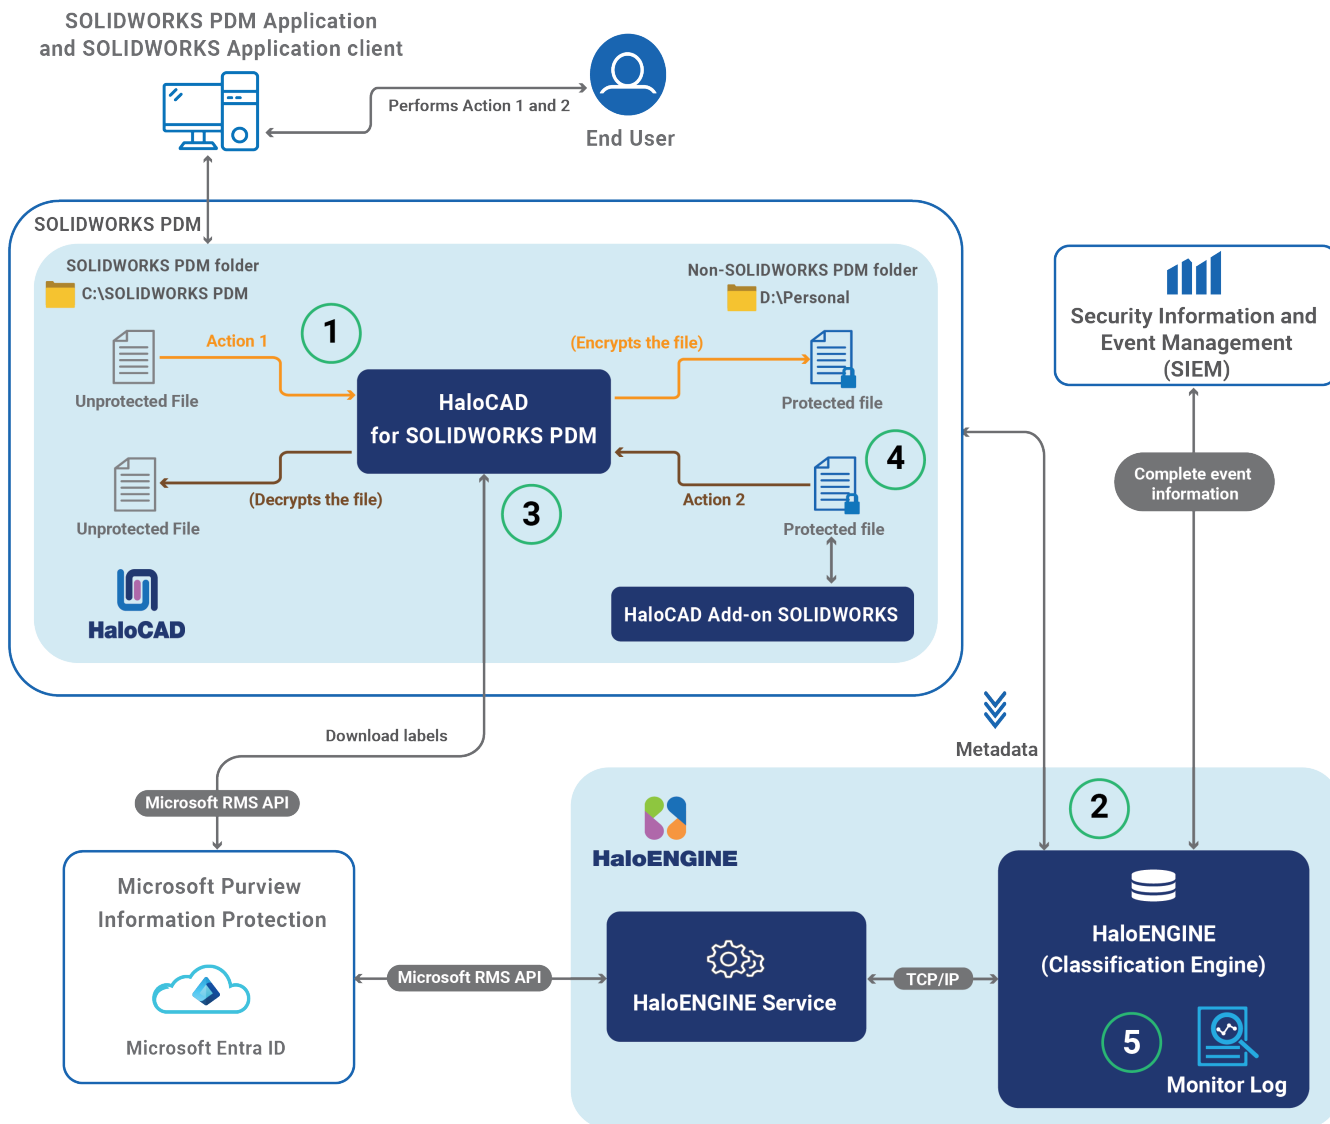 SOLIDWORKS PDM Application
and SOLIDWORKS Application client
Performs Action 1 and 2
End User
SOLIDWORKS PDM
SOLIDWORKS PDM folder
C:\SOLIDWORKS PDM
Non-SOLIDWORKS PDM folder
D:\Personal
Action 1
1
(Encrypts the file)
Unprotected File
Protected file
HaloCAD
for SOLIDWORKS PDM
4
(Decrypts the file)
3
Action 2
Unprotected File
Protected file
HaloCAD
HaloCAD Add-on SOLIDWORKS
Security Information and
Event Management
(SIEM)
Complete event
information
Download labels
Metadata
Microsoft RMS API
2
HaloENGINE
Microsoft Purview
Information Protection
Microsoft Entra ID
Microsoft RMS API
HaloENGINE Service
TCP/IP
HaloENGINE
(Classification Engine)
5
Monitor Log